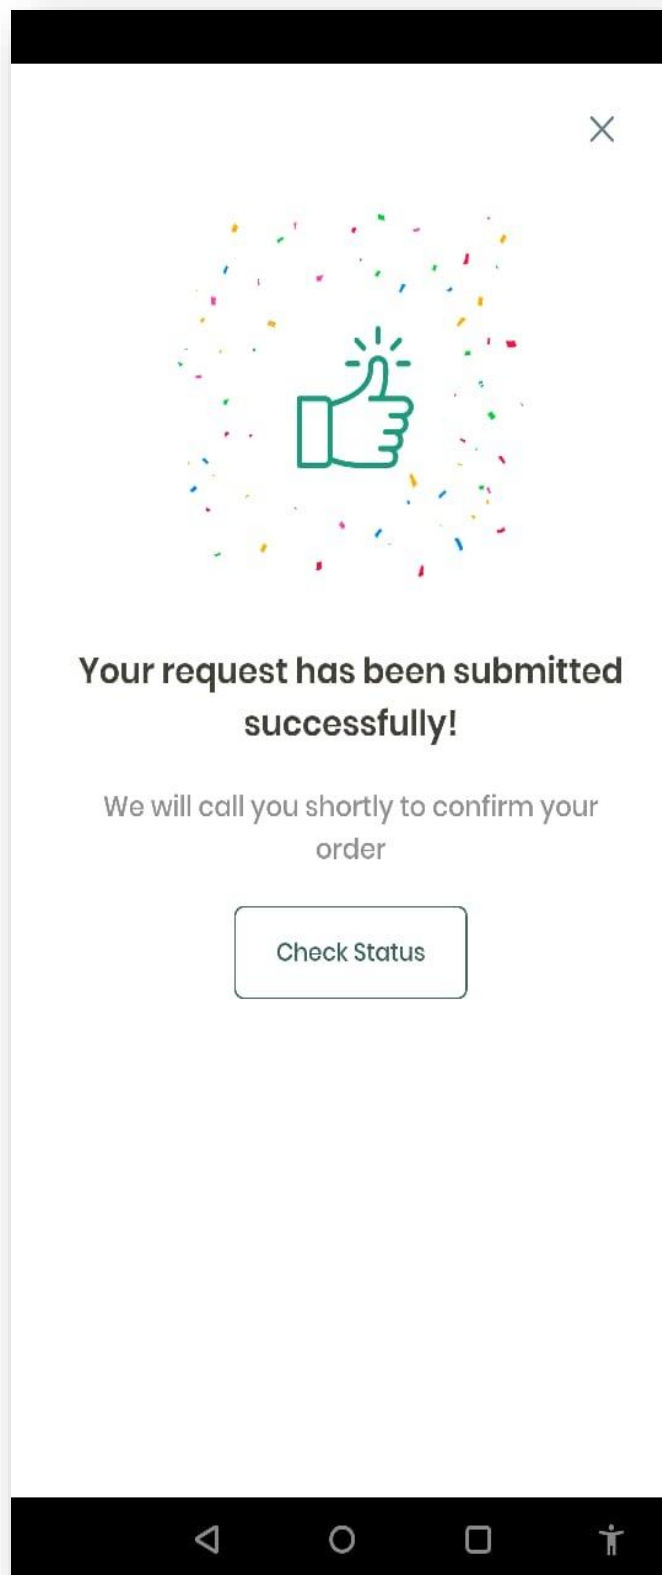 Your request has been submitted
successfully!
We will call you shortly to confirm your
order
Check Status